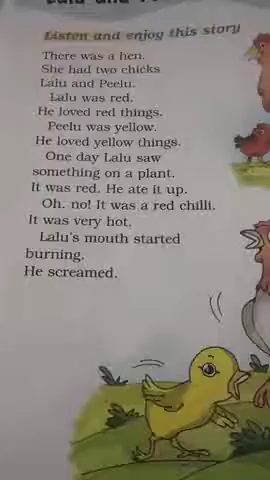 Listen and enjoy this story
There was a hen.
She had two chicks
Lalu and Peelu.
Lalu was red.
He loved red things.
Peelu was yellow.
He loved yellow things.
One day Lalu saw
something on a plant.
It was red. He ate it up.
Oh, no! It was a red chilli.
It was very hot.
Lalu's mouth started
burning.
He screamed.